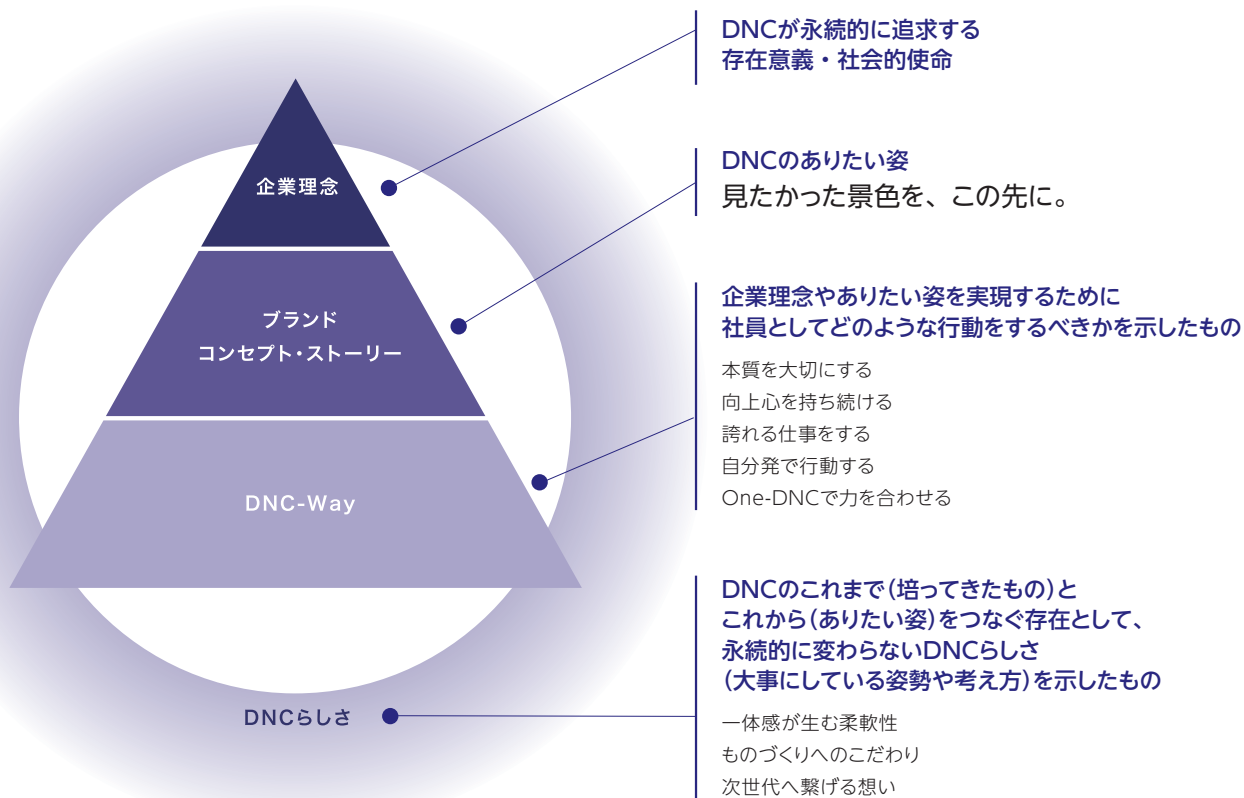 DNCが永続的に追求する
存在意義・社会的使命
企業理念
DNCのありたい姿
見たかった景色を、この先に。
ブランド
コンセプト・ストーリー
企業理念やありたい姿を実現するために
社員としてどのような行動をするべきかを示したもの
本質を大切にする
向上心を持ち続ける
誇れる仕事をする
自分発で行動する
One-DNCで力を合わせる
DNC-Way
DNCのこれまで（培ってきたもの）と
これから（ありたい姿）をつなぐ存在として、
永続的に変わらないDNCらしさ
（大事にしている姿勢や考え方）を示したもの
DNCらしさ
一体感が生む柔軟性
ものづくりへのこだわり
次世代へ繋げる想い